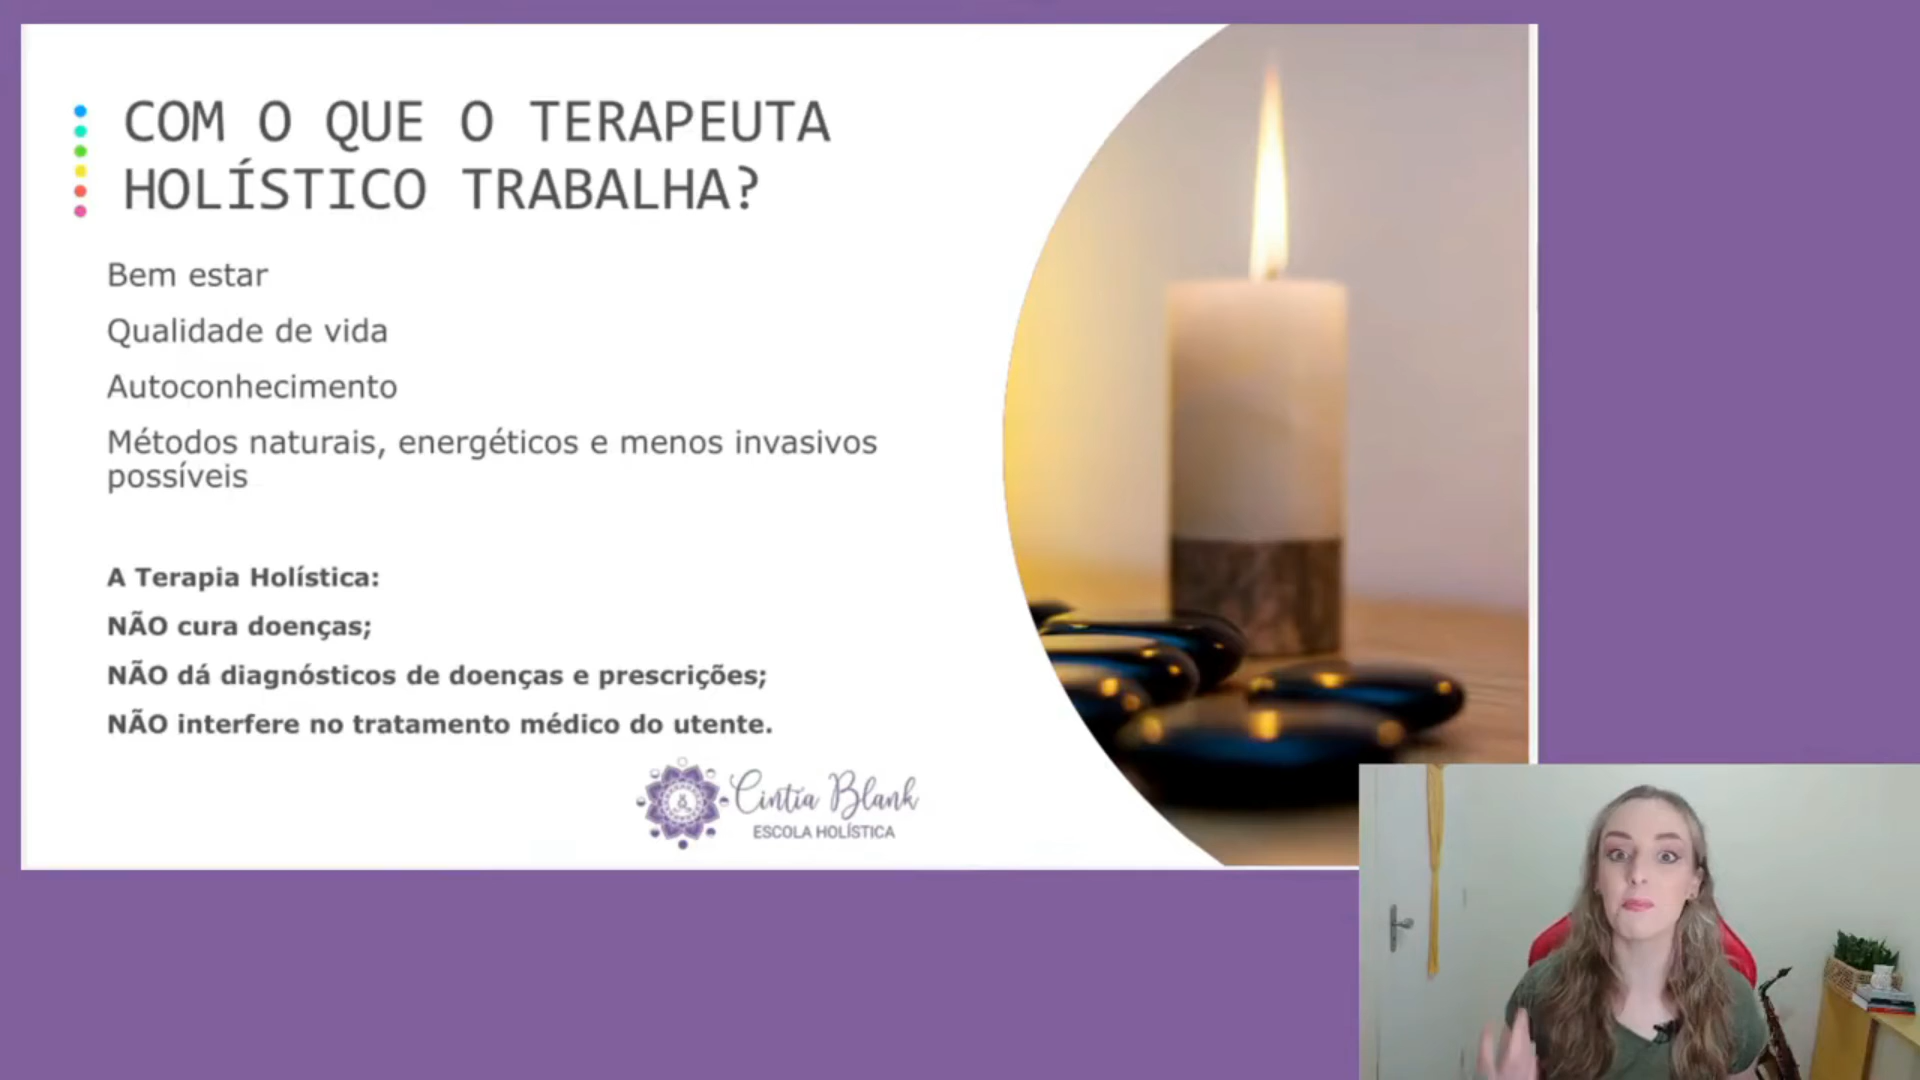 COM O QUE O TERAPEUTA
HOLÍSTICO TRABALHA?
Bem estar
Qualidade de vida
Autoconhecimento
Métodos naturais, energéticos e menos invasivos
possíveis
A Terapia Holística:
NÃO cura doenças;
NÃO dá diagnósticos de doenças e prescrições;
NÃO interfere no tratamento médico do utente.
Cintia Blank
ESCOLA HOLÍSTICA